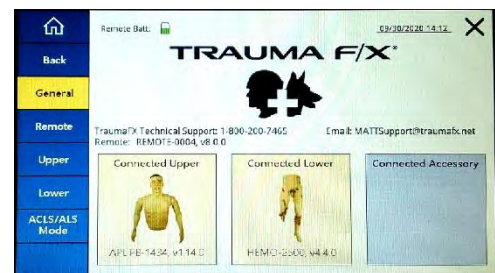 Remote Batt:
09/30/2020 14:12
Back
General
Remote
Upper
Lower
ACLS/ALS
Mode
TRAUMA F/X®
TraumaFX Technical Support: 1-800-200-7465
Email: MATTSupport@traumafx.net
Remote: REMOTE-0004, v8.0.0
Connected Upper
Connected Lower
Connected Accessory
APL FB-1434, v1.14.0
HEMO-2500, v4.4.0